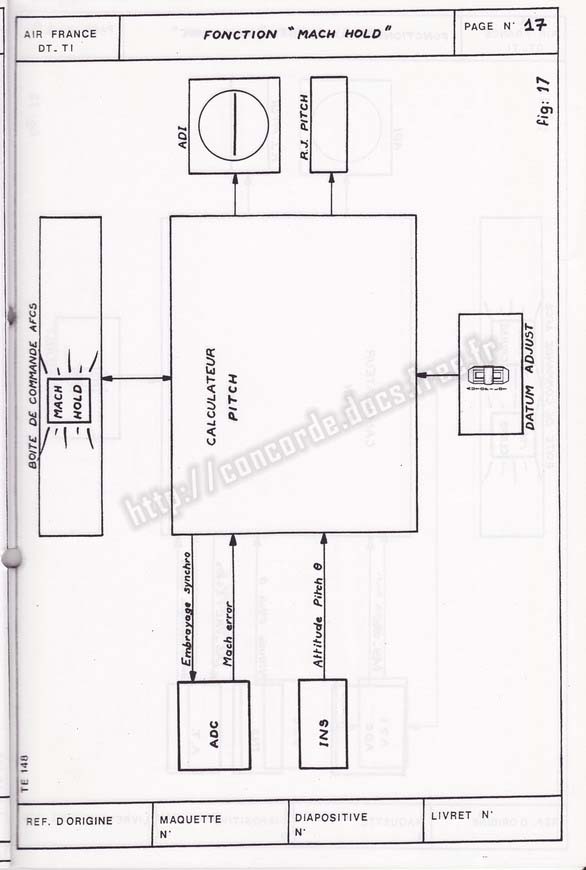 AIR FRANCE
DT. TI
FONCTION "MACH HOLD"
PAGE N° 17
fig: 17
ADI
R.J. PITCH
BOITE DE COMMANDE AFCS
MACH
HOLD
CALCULATEUR
PITCH
DATUM ADJUST
http://concorde.docs.free.fr
Embrayage synchro
Mach error
Attitude Pitch θ
ADC
INS
TE 148
REF. D'ORIGINE
MAQUETTE
N°
DIAPOSITIVE
N°
LIVRET N°